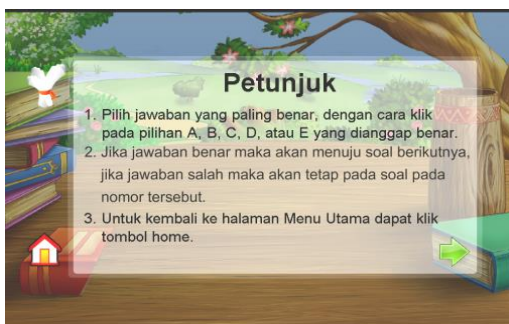 Petunjuk
1. Pilih jawaban yang paling benar, dengan cara klik
pada pilihan A, B, C, D, atau E yang dianggap benar.
2. Jika jawaban benar maka akan menuju soal berikutnya,
jika jawaban salah maka akan tetap pada soal pada
nomor tersebut.
3. Untuk kembali ke halaman Menu Utama dapat klik
tombol home.